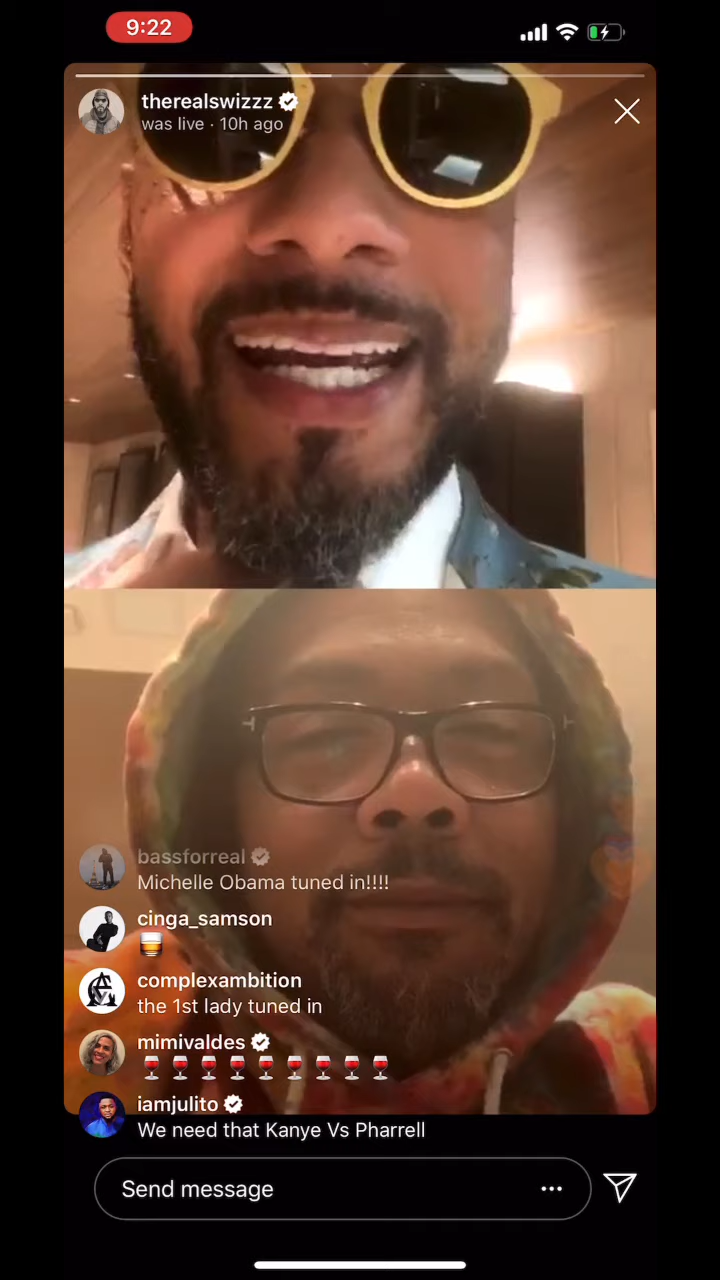 9:22
therealswizzz
was live · 10h ago
bassforreal
Michelle Obama tuned in!!!!
cinga_samson
🥃
complexambition
the 1st lady tuned in
mimivaldes
🍷🍷🍷🍷🍷🍷🍷🍷🍷
iamjulito
We need that Kanye Vs Pharrell
Send message